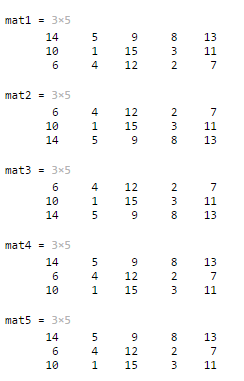 mat1 = 3×5
14 5 9 8 13
10 1 15 3 11
6 4 12 2 7
mat2 = 3×5
6 4 12 2 7
10 1 15 3 11
14 5 9 8 13
mat3 = 3×5
6 4 12 2 7
10 1 15 3 11
14 5 9 8 13
mat4 = 3×5
14 5 9 8 13
6 4 12 2 7
10 1 15 3 11
mat5 = 3×5
14 5 9 8 13
6 4 12 2 7
10 1 15 3 11